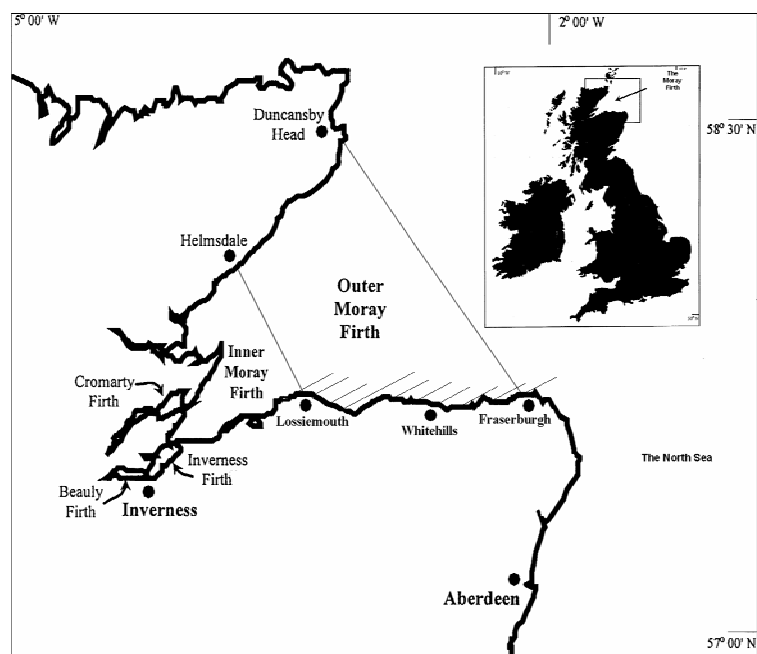 5° 00' W
2° 00' W
The
Moray
Firth
Duncansby
Head
58° 30' N
Helmsdale
Outer
Moray
Firth
Inner
Moray
Firth
Cromarty
Firth
Lossiemouth
Whitehills
Fraserburgh
Inverness
Firth
The North Sea
Beauly
Firth
Inverness
Aberdeen
57° 00' N